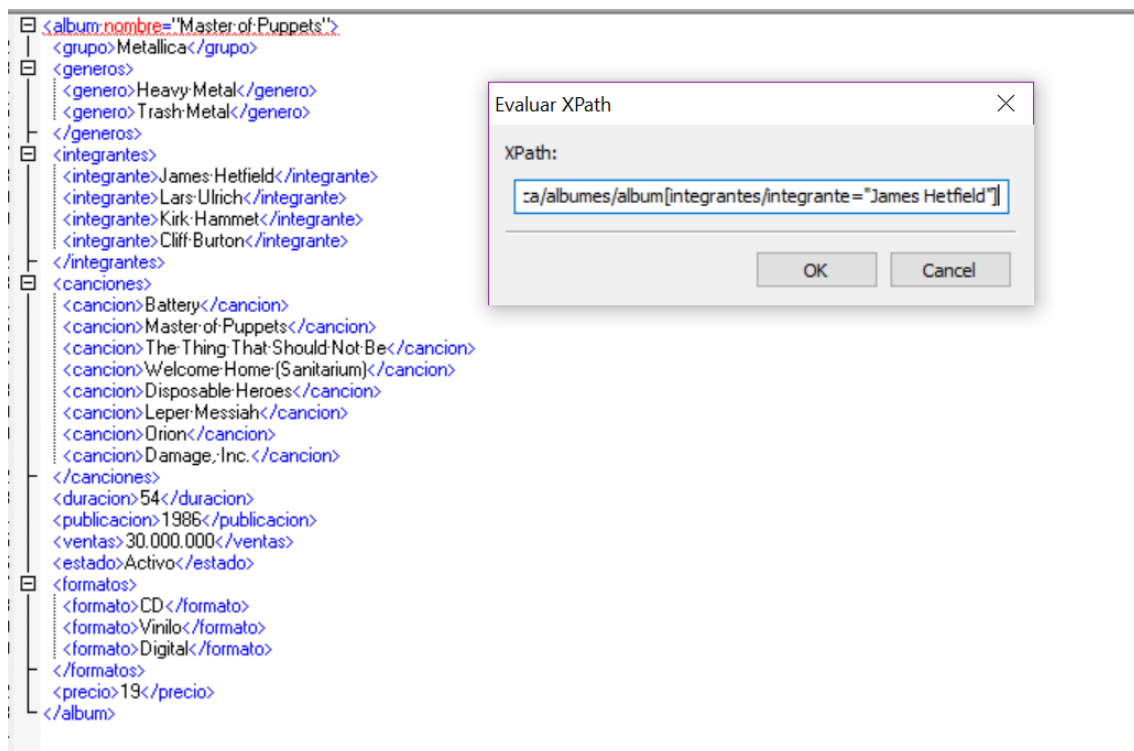 <album nombre="Master of Puppets">
<grupo>Metallica</grupo>
<generos>
<genero>Heavy Metal</genero>
<genero>Trash Metal</genero>
</generos>
<integrantes>
<integrante>James Hetfield</integrante>
<integrante>Lars Ulrich</integrante>
<integrante>Kirk Hammet</integrante>
<integrante>Cliff Burton</integrante>
</integrantes>
<canciones>
<cancion>Battery</cancion>
<cancion>Master of Puppets</cancion>
<cancion>The Thing That Should Not Be</cancion>
<cancion>Welcome Home (Sanitarium)</cancion>
<cancion>Disposable Heroes</cancion>
<cancion>Leper Messiah</cancion>
<cancion>Orion</cancion>
<cancion>Damage, Inc.</cancion>
</canciones>
<duracion>54</duracion>
<publicacion>1986</publicacion>
<ventas>30.000.000</ventas>
<estado>Activo</estado>
<formatos>
<formato>CD</formato>
<formato>Vinilo</formato>
<formato>Digital</formato>
</formatos>
<precio>19</precio>
</album>
Evaluar XPath
XPath:
ca/albumes/album[integrantes/integrante="James Hetfield"]
OK Cancel